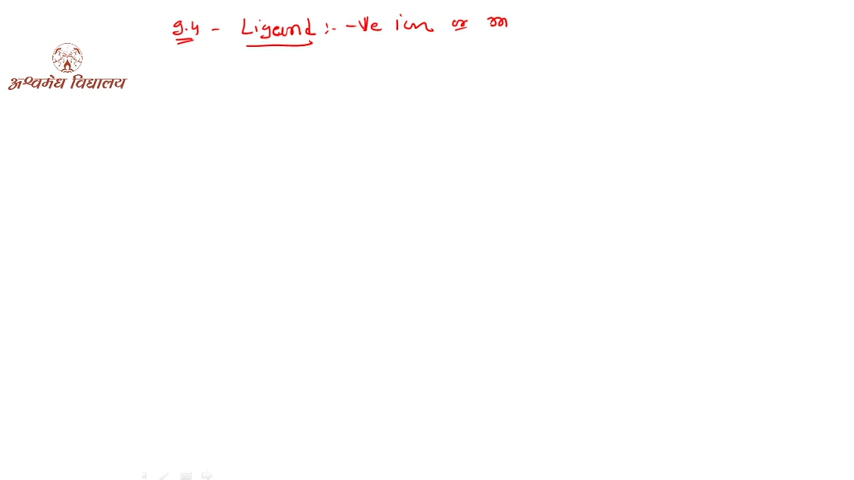 9.4 - Ligand :- -ve ion or m
अश्वमेध विद्यालय